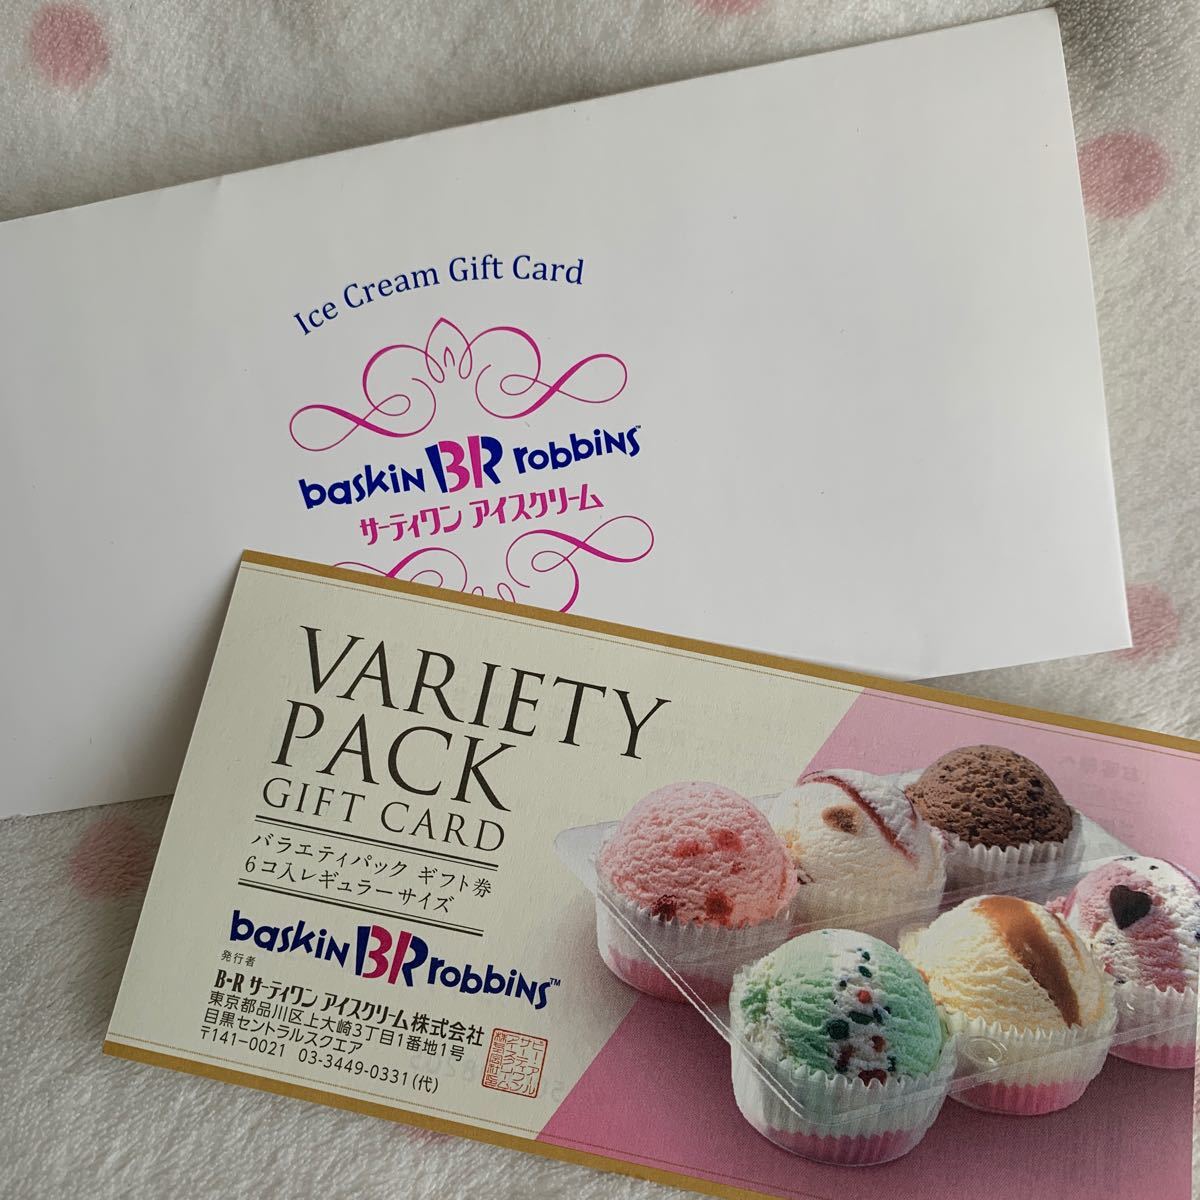 Ice Cream Gift Card
baskin BR robbins™
サーティワン アイスクリーム
VARIETY
PACK
GIFT CARD
バラエティパック ギフト券
6コ入レギュラーサイズ
baskin BR robbins™
発行者
B-R サーティワン アイスクリーム株式会社
東京都品川区上大崎3丁目1番地1号
目黒セントラルスクエア
〒141-0021 03-3449-0331(代)